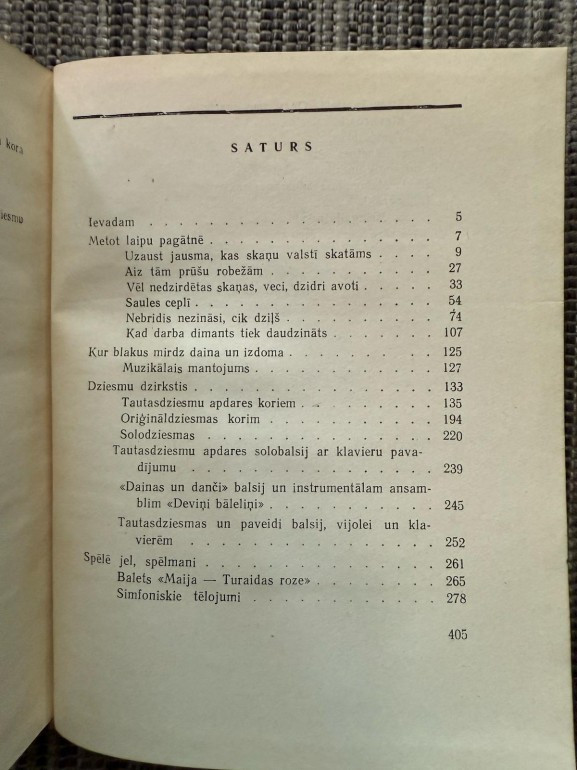 kora
SATURS
Ievadam . . . . . . . . . . . . . . . . . 5
Metot laipu pagātnē . . . . . . . . . . . . . . 7
Uzaust jausma, kas skaņu valstī skatāms . . . . 9
Aiz tām prūšu robežām . . . . . . . . . . . 27
Vēl nedzirdētas skaņas, veci, dzidri avoti . . . . . 33
Saules ceplī . . . . . . . . . . . . . . . 54
Nebrīdis nezināsi, cik dziļš . . . . . . . . . 74
Kad darba dimants tiek daudzināts . . . . . . 107
Kur blakus mirdz daina un izdoma . . . . . . . . 125
Muzikālais mantojums . . . . . . . . . . . 127
Dziesmu dzirkstis . . . . . . . . . . . . . . 133
Tautasdziesmu apdares koriem . . . . . . . . 135
Oriģināldziesmas korim . . . . . . . . . . 194
Solodziesmas . . . . . . . . . . . . . . 220
Tautasdziesmu apdares solobalsij ar klavieru pava-
dījumu . . . . . . . . . . . . . . . 239
«Dainas un danči» balsij un instrumentālam ansam-
blim «Deviņi bāleliņi» . . . . . . . . . . 245
Tautasdziesmas un paveidi balsij, vijolei un kla-
vierēm . . . . . . . . . . . . . . . 252
Spēlē jel, spēlmani . . . . . . . . . . . . . . 261
Balets «Maija — Turaidas roze» . . . . . . . 265
Simfoniskie tēlojumi . . . . . . . . . . . 278
405